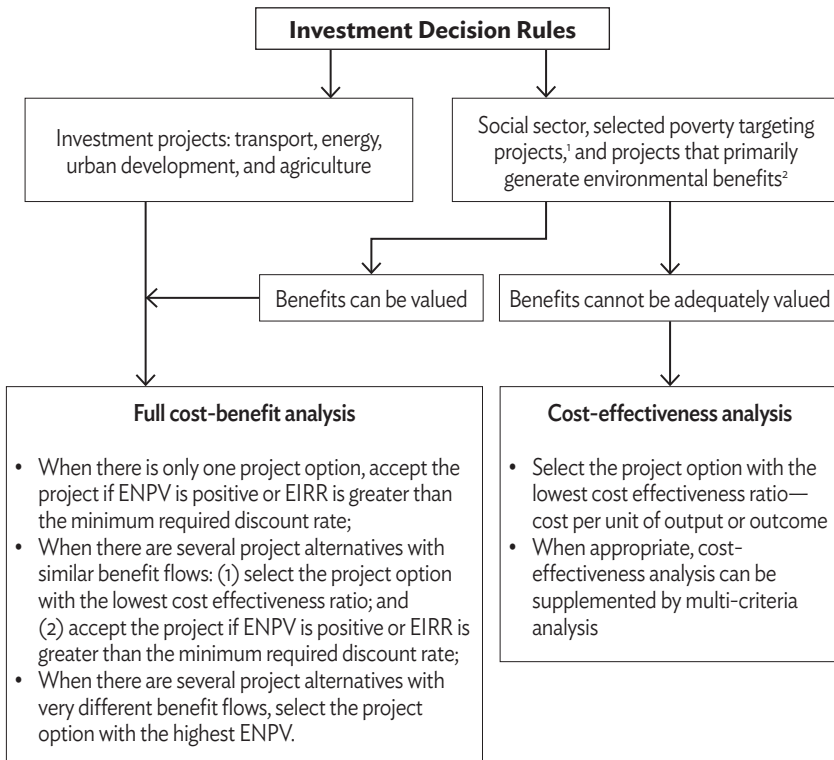 Investment Decision Rules
Investment projects: transport, energy,
urban development, and agriculture
Social sector, selected poverty targeting
projects,¹ and projects that primarily
generate environmental benefits²
Benefits can be valued
Benefits cannot be adequately valued
Full cost-benefit analysis
• When there is only one project option, accept the
project if ENPV is positive or EIRR is greater than
the minimum required discount rate;
• When there are several project alternatives with
similar benefit flows: (1) select the project option
with the lowest cost effectiveness ratio; and
(2) accept the project if ENPV is positive or EIRR is
greater than the minimum required discount rate;
• When there are several project alternatives with
very different benefit flows, select the project
option with the highest ENPV.
Cost-effectiveness analysis
• Select the project option with the
lowest cost effectiveness ratio—
cost per unit of output or outcome
• When appropriate, cost-
effectiveness analysis can be
supplemented by multi-criteria
analysis